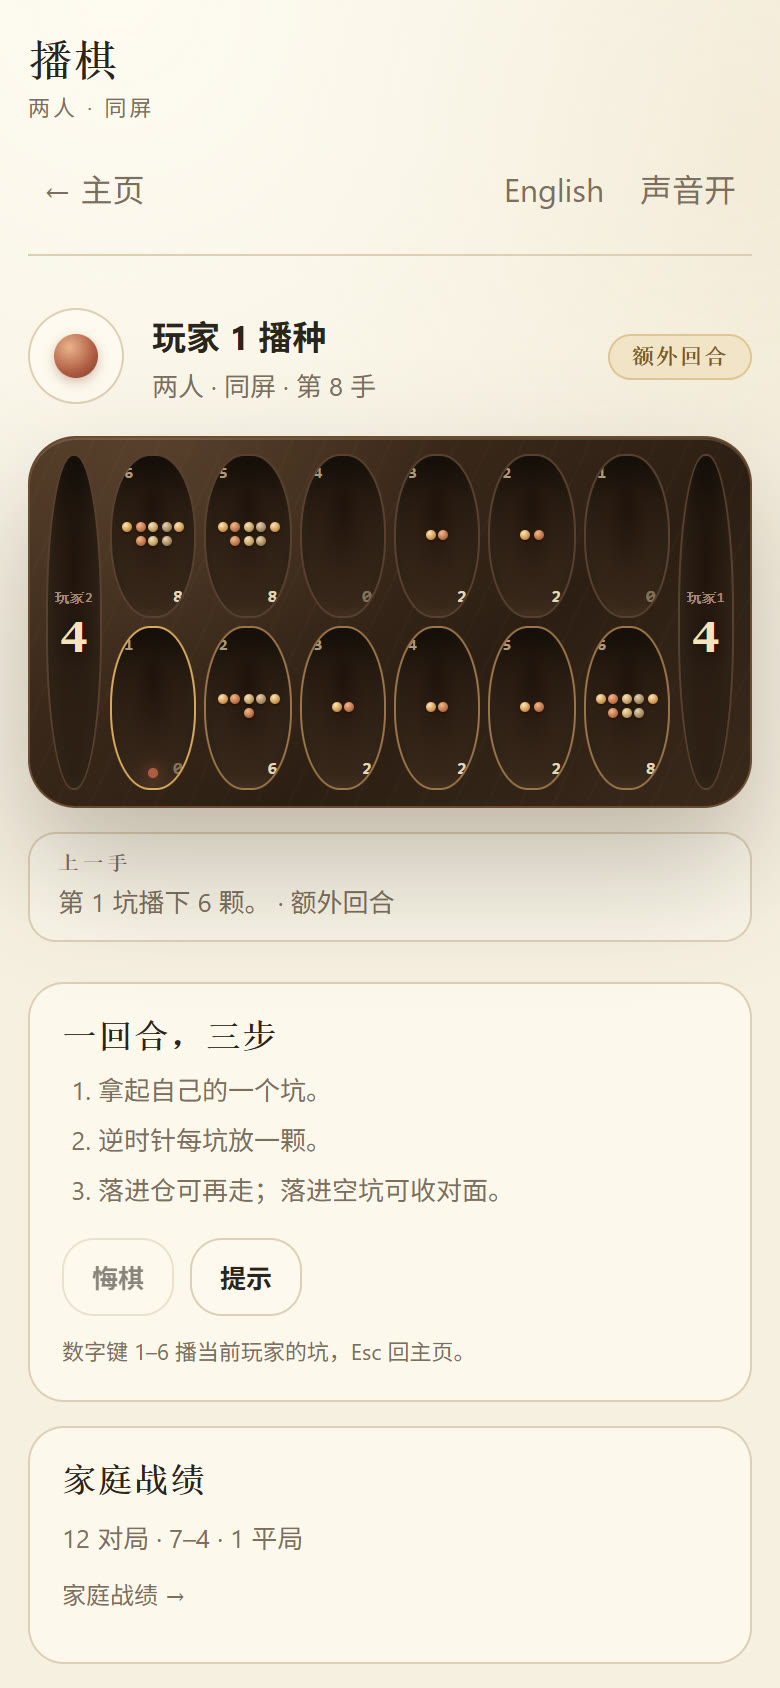 播棋
两人 · 同屏
← 主页 English 声音开
玩家 1 播种
两人 · 同屏 · 第 8 手
额外回合
6 5 4 3 2 1
8 8 0 2 2 0
玩家2
4
玩家1
4
1 2 3 4 5 6
0 6 2 2 2 8
上一手
第 1 坑播下 6 颗。 · 额外回合
一回合，三步
1. 拿起自己的一个坑。
2. 逆时针每坑放一颗。
3. 落进仓可再走；落进空坑可收对面。
悔棋 提示
数字键 1–6 播当前玩家的坑，Esc 回主页。
家庭战绩
12 对局 · 7–4 · 1 平局
家庭战绩 →